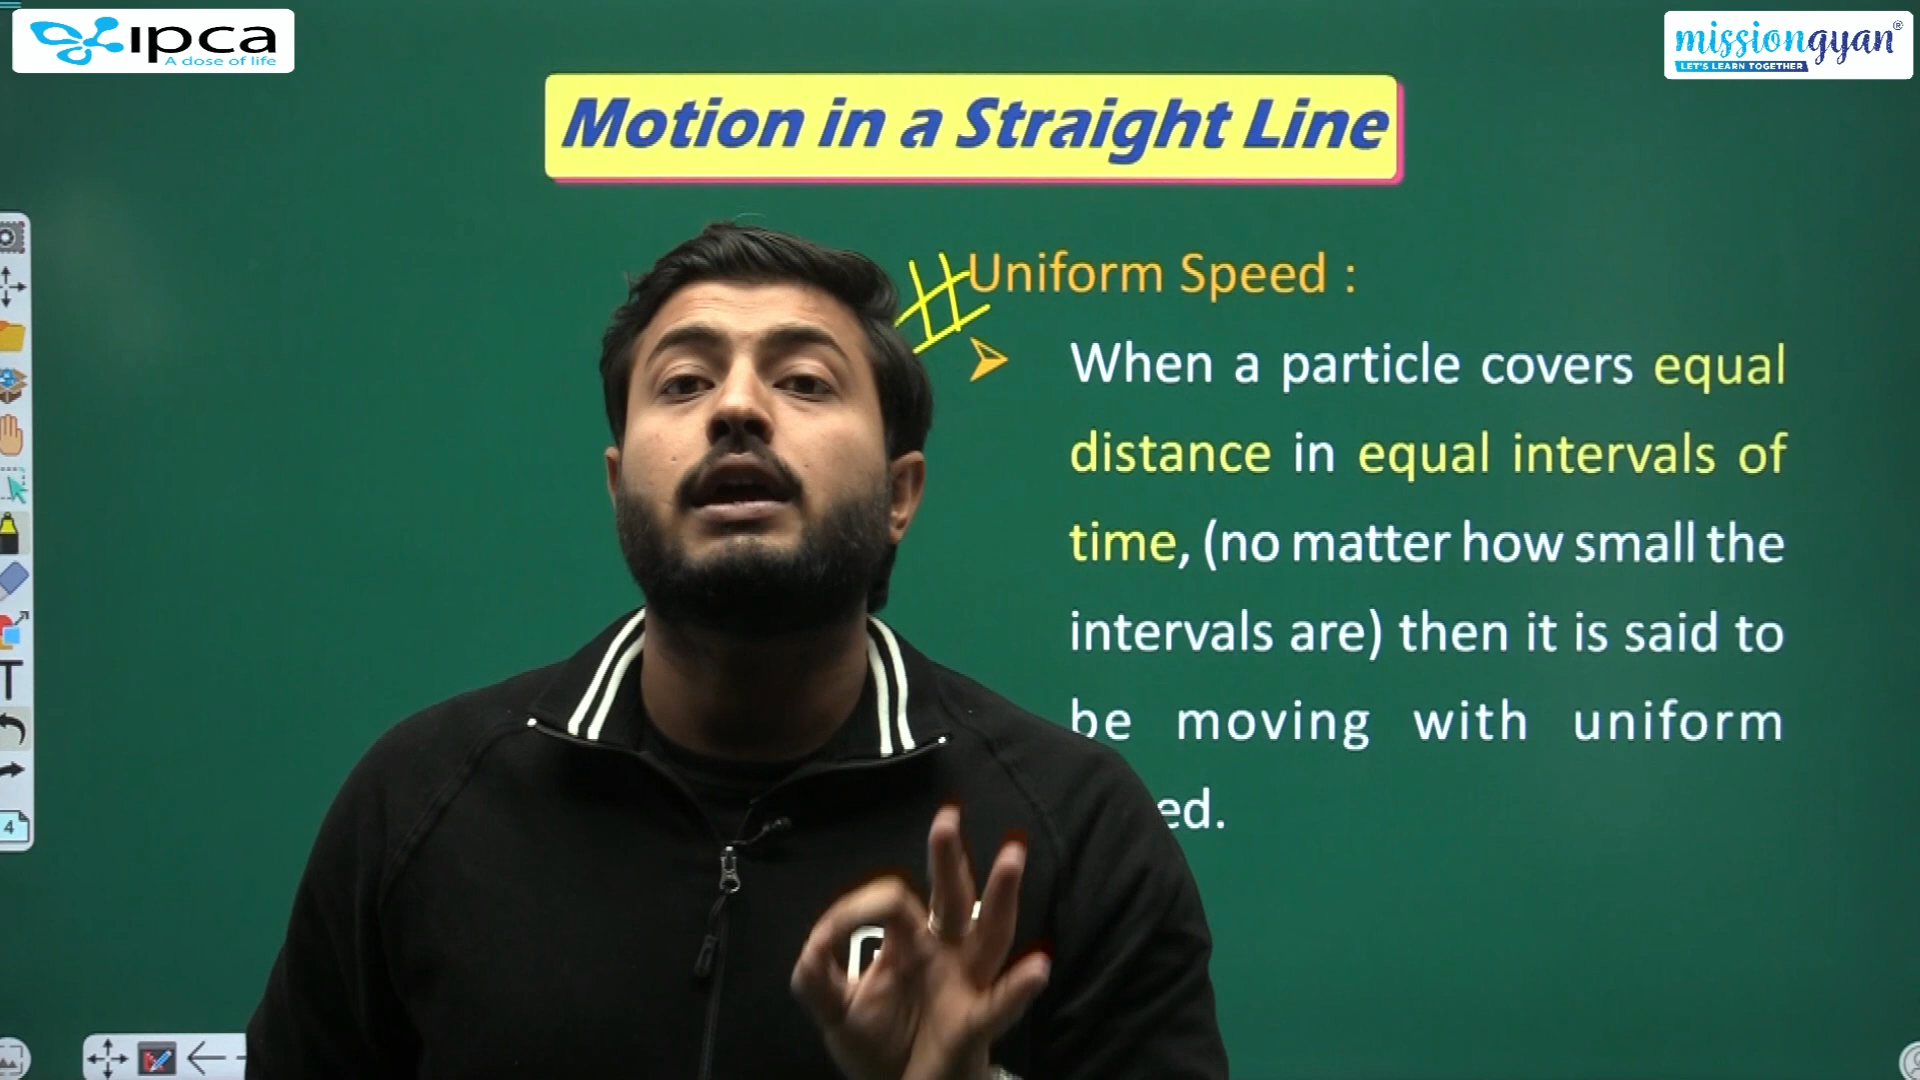 ipca
A dose of life
missiongyan®
LET'S LEARN TOGETHER
Motion in a Straight Line
Uniform Speed :
When a particle covers equal
distance in equal intervals of
time, (no matter how small the
intervals are) then it is said to
be moving with uniform
ed.
T
4